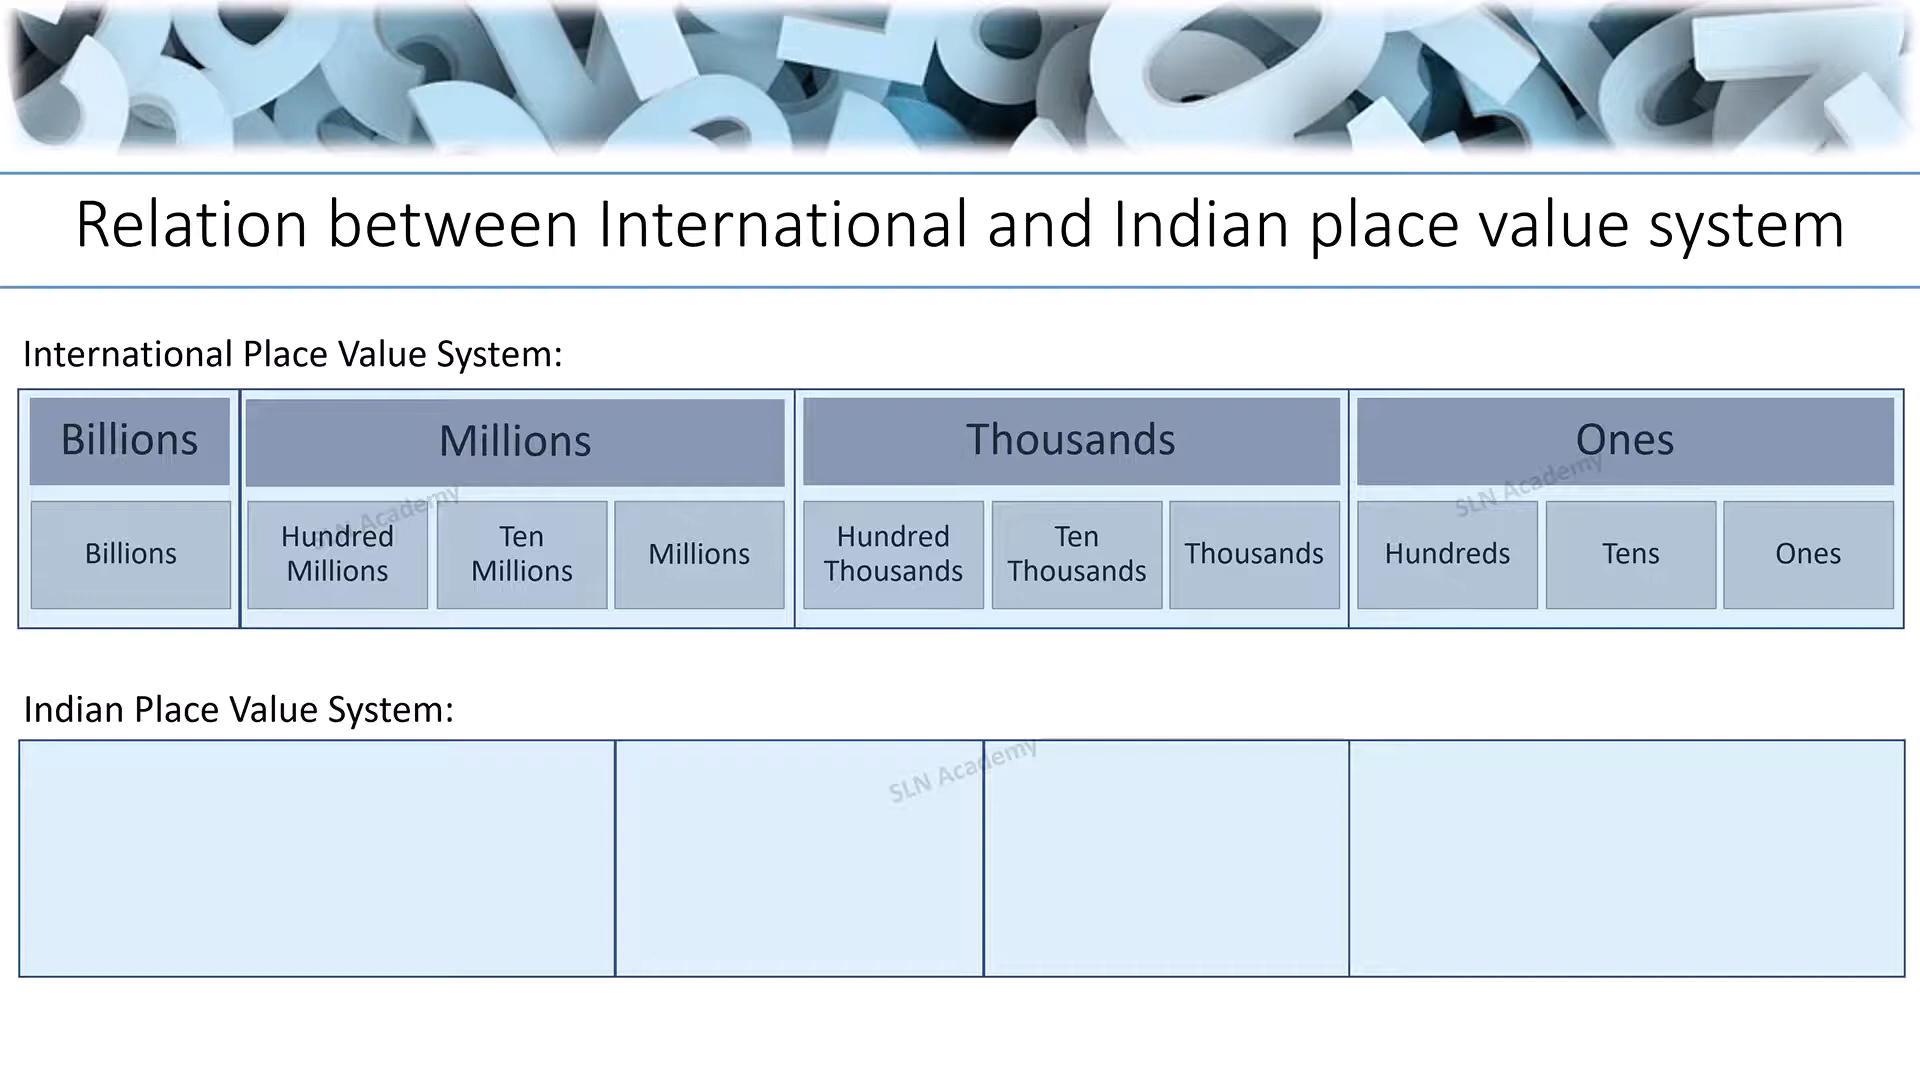 Relation between International and Indian place value system
International Place Value System:
Billions Millions Thousands Ones
Billions
Hundred
Millions
Ten
Millions
Millions
Hundred
Thousands
Ten
Thousands
Thousands
Hundreds
Tens
Ones
SLN Academy
SLN Academy
Indian Place Value System:
SLN Academy